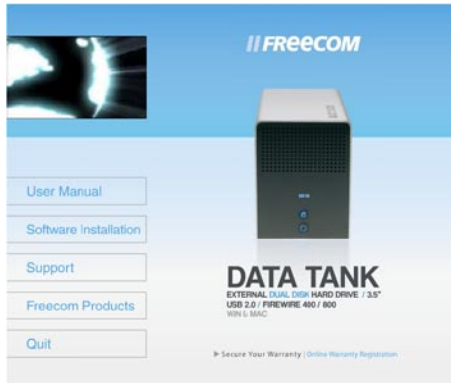 FREECOM
User Manual
Software Installation
Support
Freecom Products
Quit
DATA TANK
EXTERNAL DUAL DISK HARD DRIVE / 3.5"
USB 2.0 / FIREWIRE 400 / 800
WIN & MAC
Secure Your Warranty | Online Warranty Registration